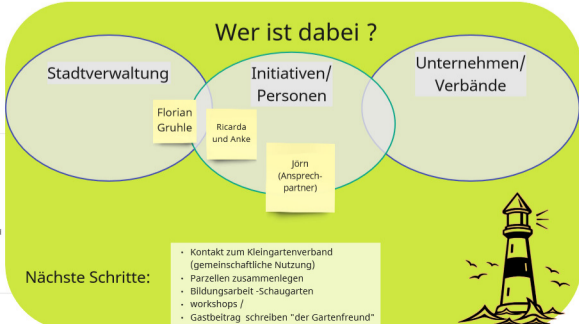 Wer ist dabei ?
Stadtverwaltung
Initiativen/
Personen
Unternehmen/
Verbände
Florian
Gruhle
Ricarda
und Anke
Jörn
(Ansprech-
partner)
Nächste Schritte:
• Kontakt zum Kleingartenverband
(gemeinschaftliche Nutzung)
• Parzellen zusammenlegen
• Bildungsarbeit -Schaugarten
• workshops /
• Gastbeitrag schreiben "der Gartenfreund"